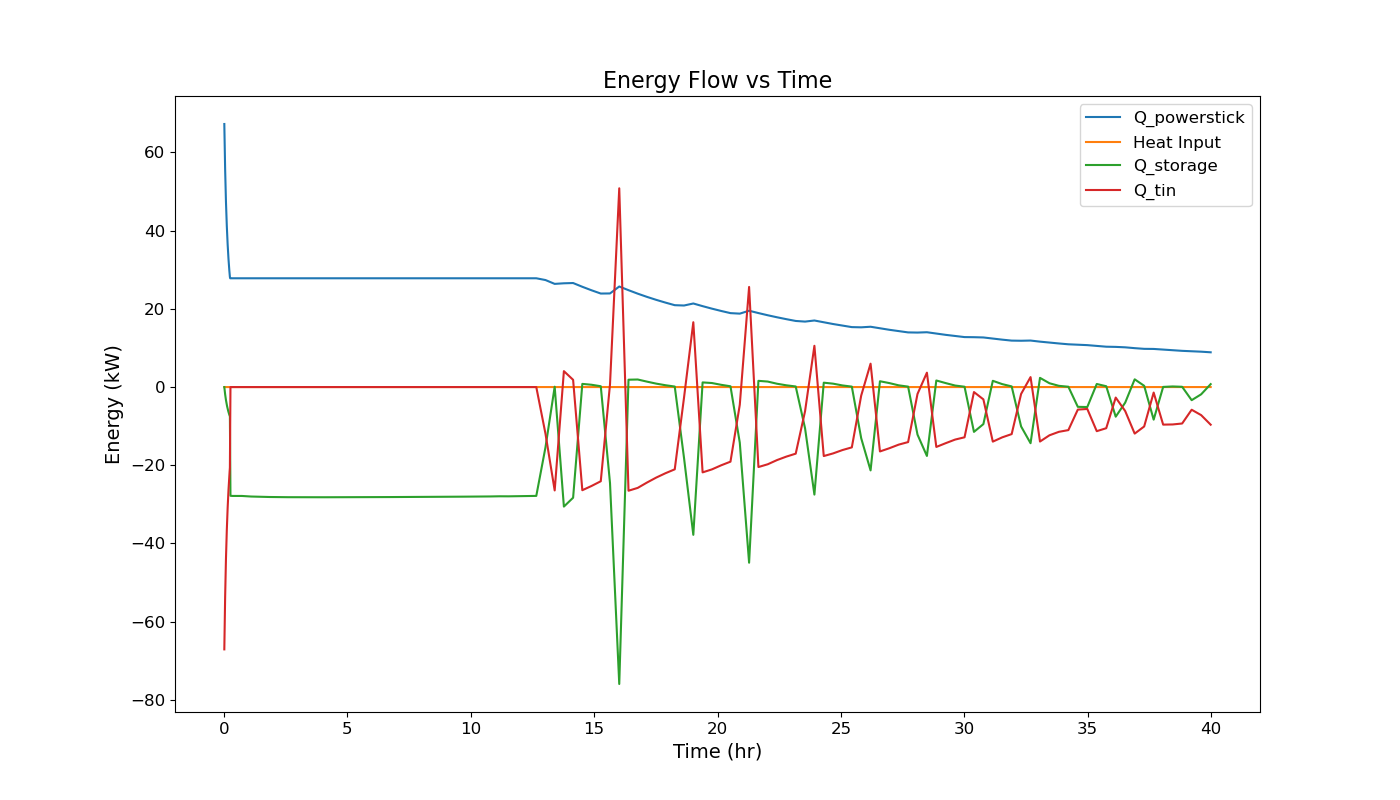 Energy Flow vs Time
Q_powerstick
Heat Input
Q_storage
Q_tin
Energy (kW)
60
40
20
0
−20
−40
−60
−80
0 5 10 15 20 25 30 35 40
Time (hr)